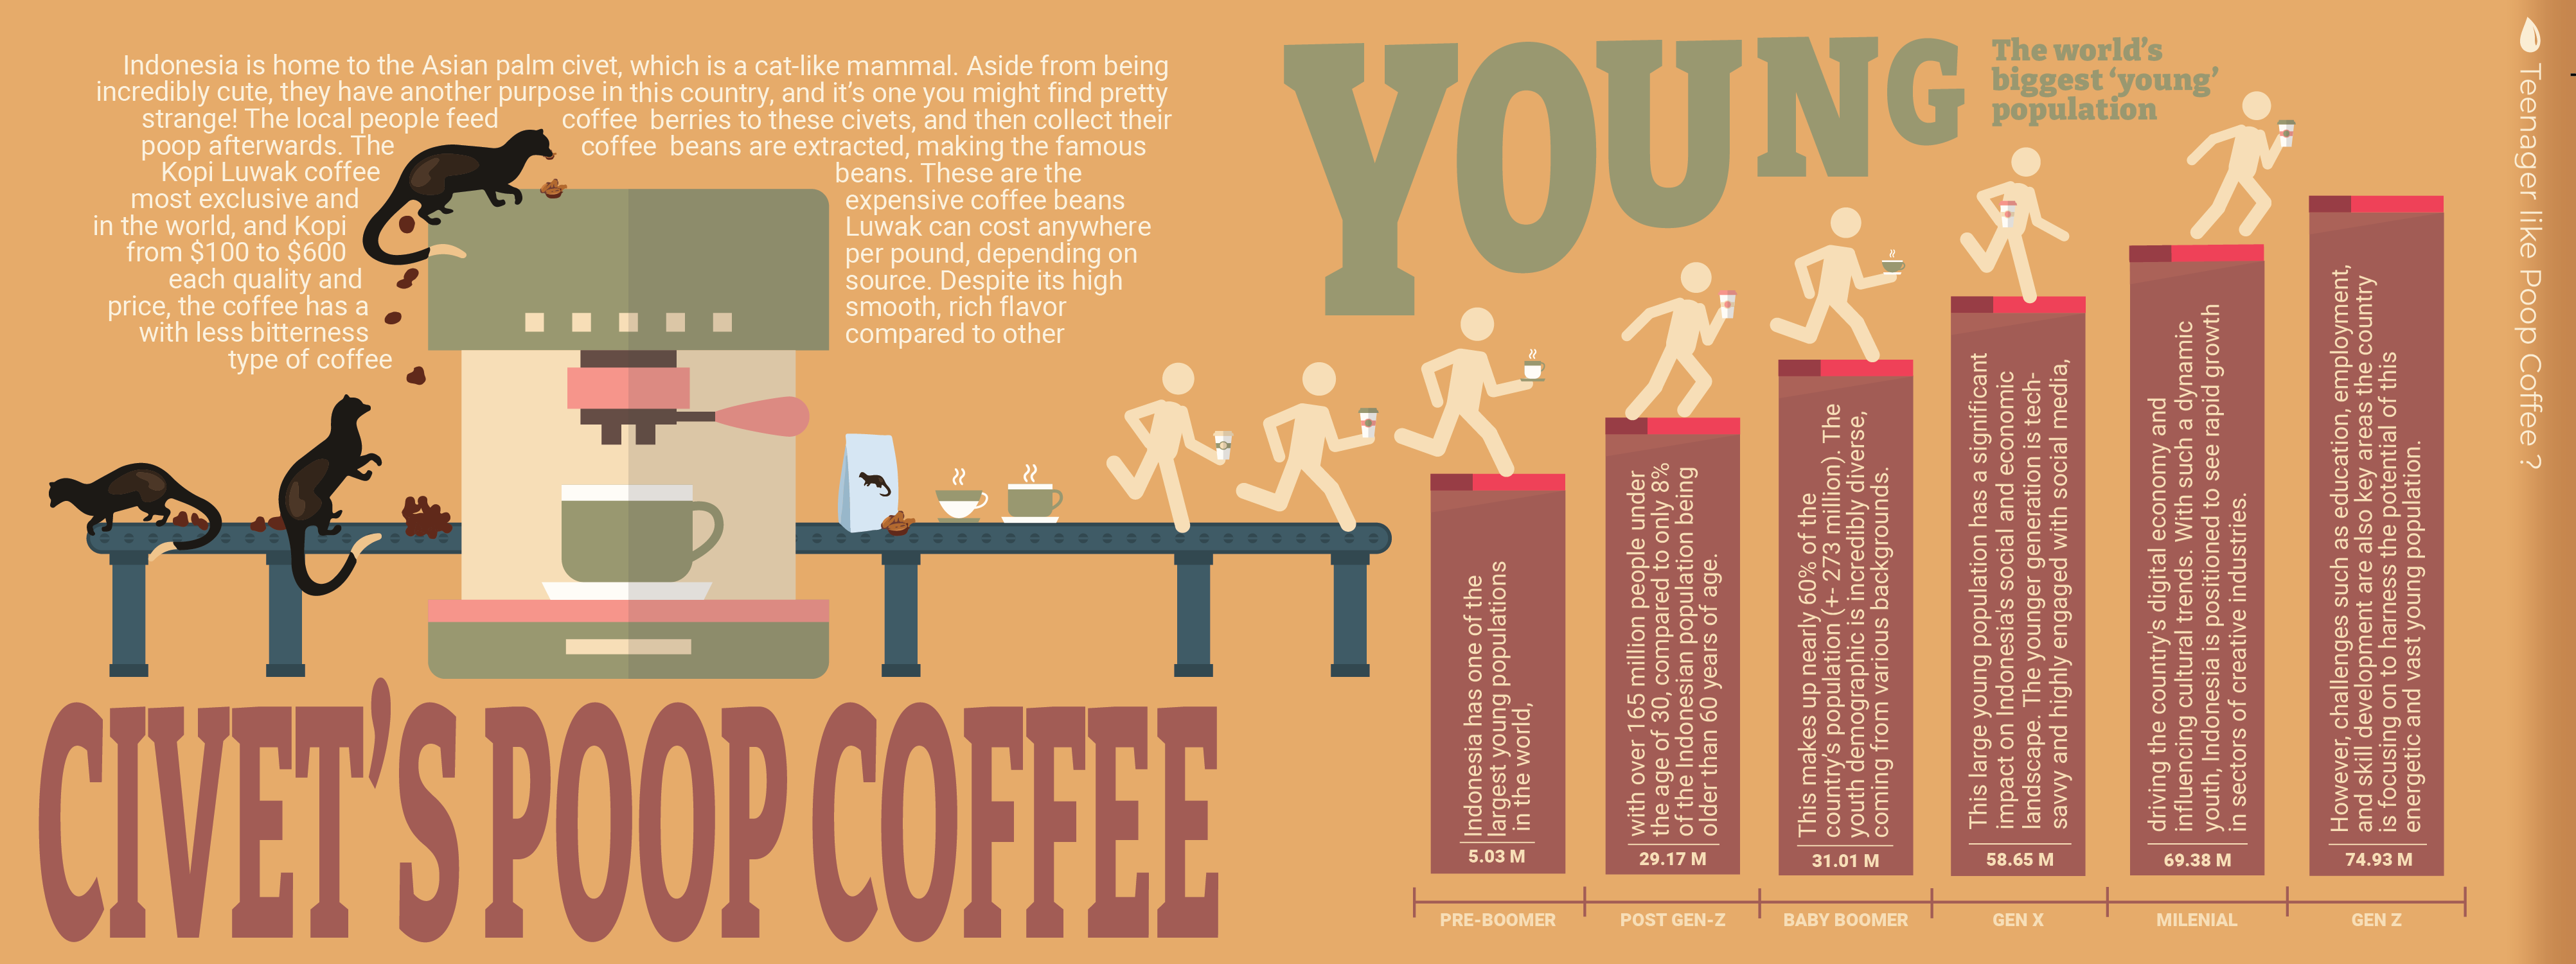 Indonesia is home to the Asian palm civet, which is a cat-like mammal. Aside from being
incredibly cute, they have another purpose in this country, and it's one you might find pretty
strange! The local people feed coffee berries to these civets, and then collect their
poop afterwards. The coffee beans are extracted, making the famous
Kopi Luwak coffee beans. These are the
most exclusive and expensive coffee beans
in the world, and Kopi Luwak can cost anywhere
from $100 to $600 per pound, depending on
each quality and source. Despite its high
price, the coffee has a smooth, rich flavor
with less bitterness compared to other
type of coffee
CIVET'S POOP COFFEE
YOUNG
The world's
biggest 'young'
population
Indonesia has one of the
largest young populations
in the world,
5.03 M
PRE-BOOMER
with over 165 million people under
the age of 30, compared to only 8%
of the Indonesian population being
older than 60 years of age.
29.17 M
POST GEN-Z
This makes up nearly 60% of the
country's population (+- 273 million). The
youth demographic is incredibly diverse,
coming from various backgrounds.
31.01 M
BABY BOOMER
This large young population has a significant
impact on Indonesia's social and economic
landscape. The younger generation is tech-
savvy and highly engaged with social media,
58.65 M
GEN X
driving the country's digital economy and
influencing cultural trends. With such a dynamic
youth, Indonesia is positioned to see rapid growth
in sectors of creative industries.
69.38 M
MILENIAL
However, challenges such as education, employment,
and skill development are also key areas the country
is focusing on to harness the potential of this
energetic and vast young population.
74.93 M
GEN Z
Teenager like Poop Coffee ?